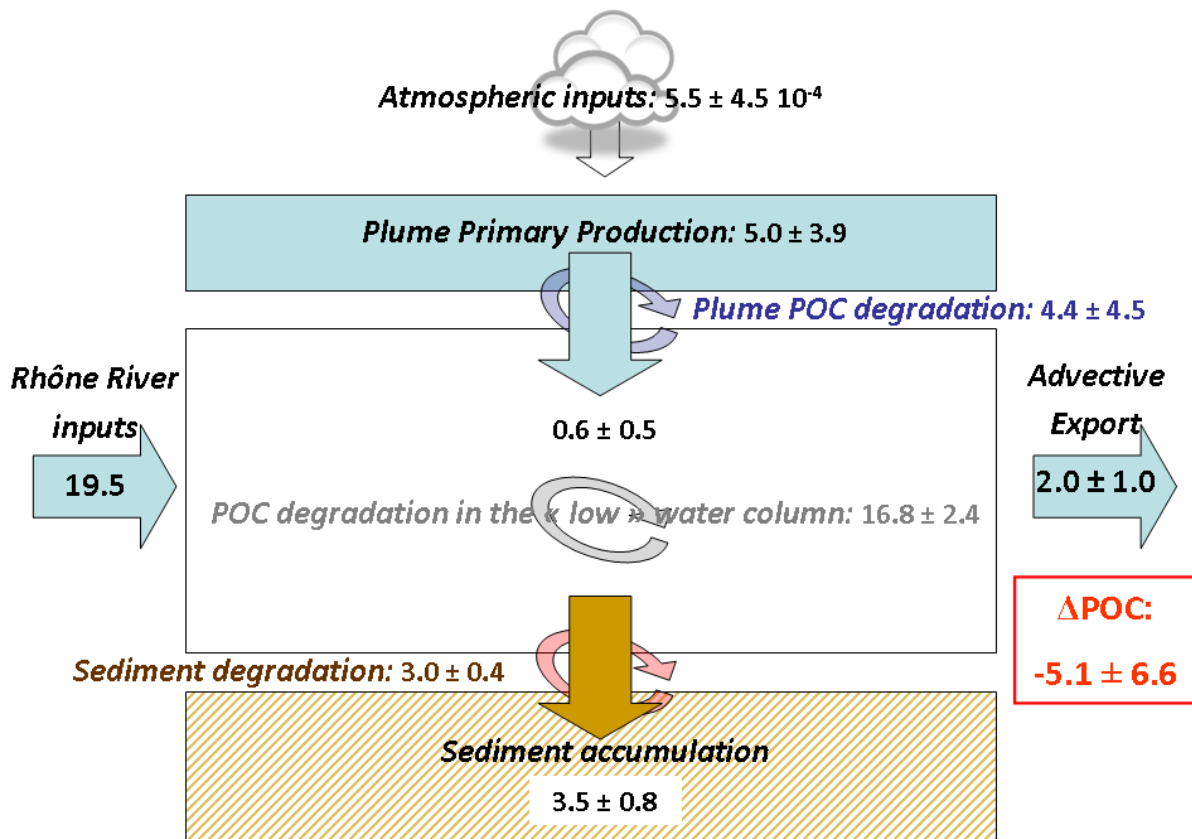 Atmospheric inputs: 5.5 ± 4.5 10⁻⁴
Plume Primary Production: 5.0 ± 3.9
Plume POC degradation: 4.4 ± 4.5
Rhône River
inputs
19.5
Advective
Export
2.0 ± 1.0
0.6 ± 0.5
POC degradation in the « low » water column: 16.8 ± 2.4
ΔPOC:
-5.1 ± 6.6
Sediment degradation: 3.0 ± 0.4
Sediment accumulation
3.5 ± 0.8